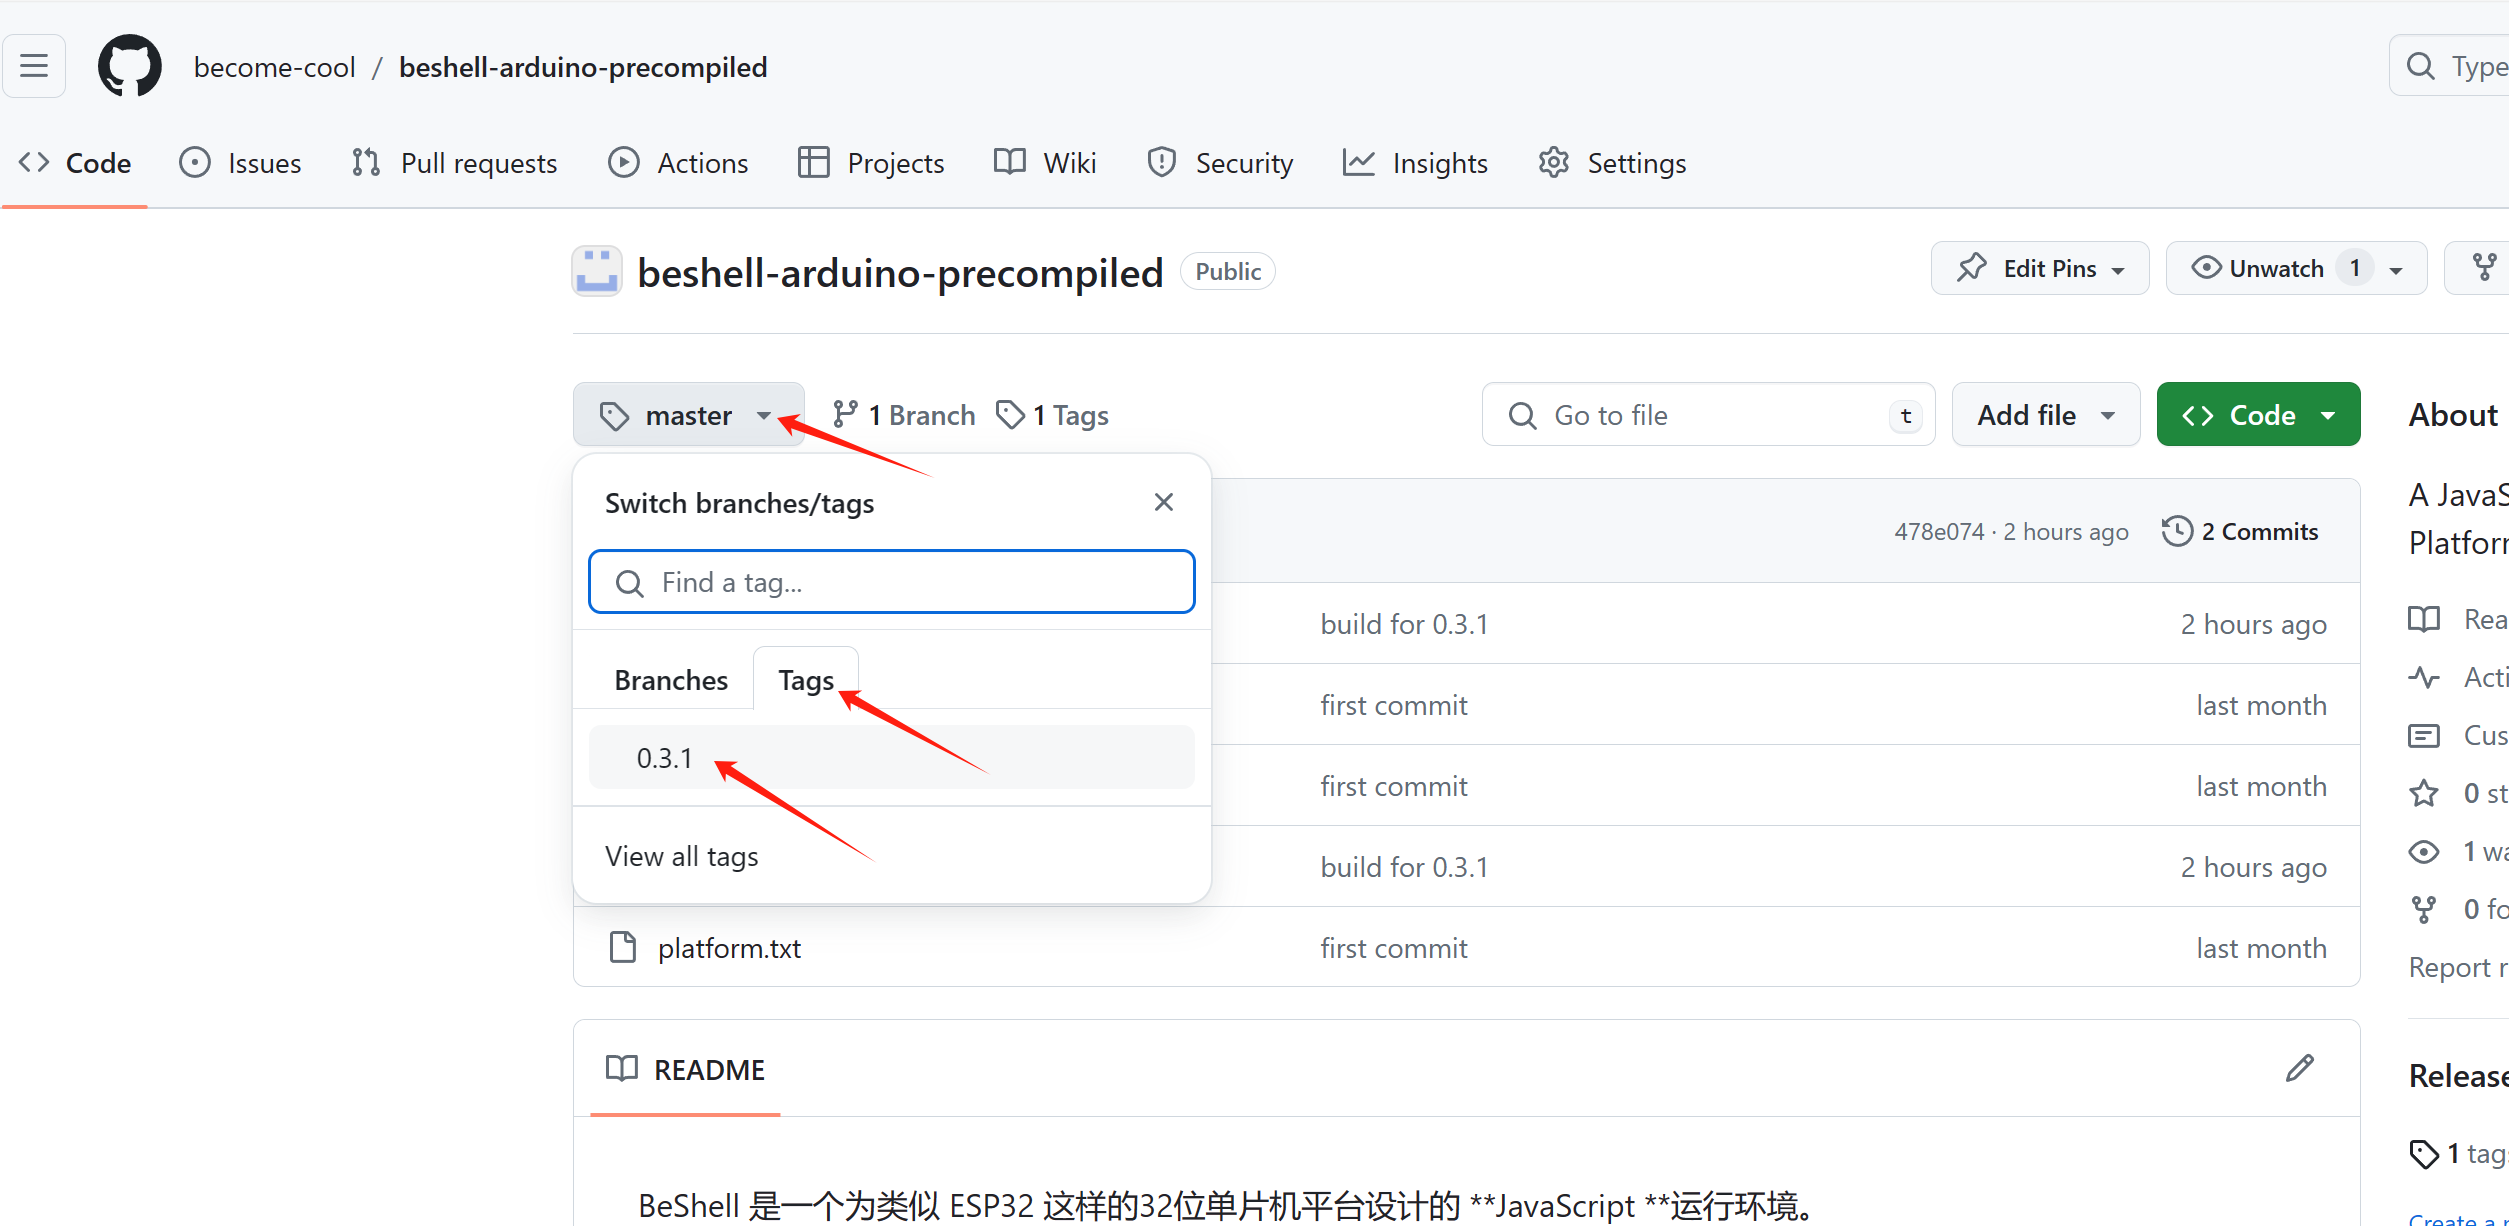 become-cool / beshell-arduino-precompiled
Type
Code Issues Pull requests Actions Projects Wiki Security Insights Settings
beshell-arduino-precompiled Public
Edit Pins Unwatch 1
master 1 Branch 1 Tags
Go to file t Add file Code
About
Switch branches/tags
A JavaS
478e074 · 2 hours ago 2 Commits
Platfor
Find a tag...
build for 0.3.1 2 hours ago
Rea
Branches Tags
first commit last month
Acti
0.3.1
first commit last month
Cus
0 st
View all tags
build for 0.3.1 2 hours ago
1 wa
0 fo
platform.txt first commit last month
Report r
README
Release
1 tags
BeShell 是一个为类似 ESP32 这样的32位单片机平台设计的 **JavaScript **运行环境。
Create a